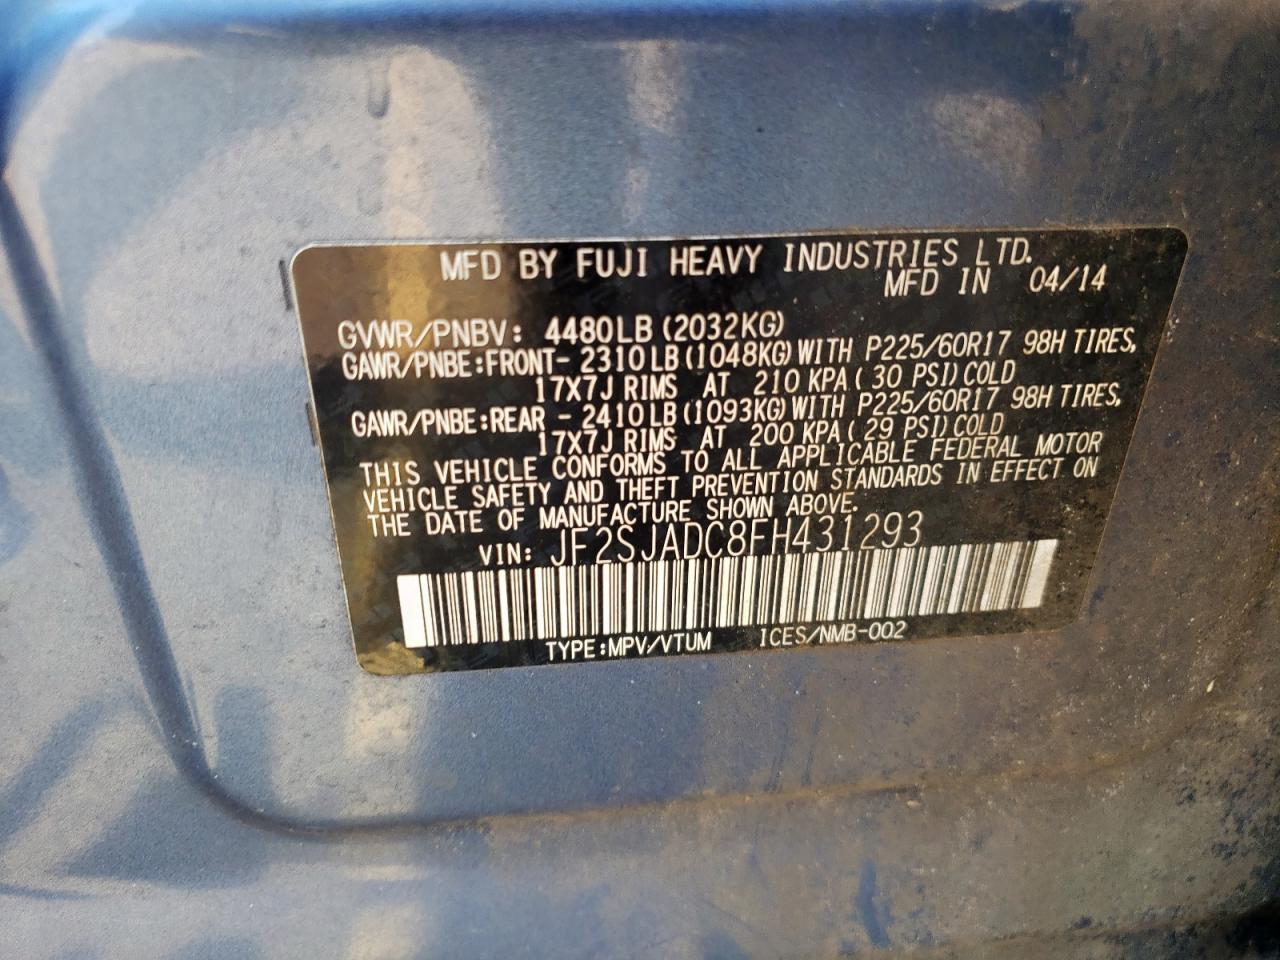 MFD BY FUJI HEAVY INDUSTRIES LTD.
MFD IN 04/14
GVWR/PNBV: 4480LB (2032KG)
GAWR/PNBE:FRONT- 2310LB(1048KG)WITH P225/60R17 98H TIRES,
17X7J RIMS AT 210 KPA( 30 PSI)COLD
GAWR/PNBE:REAR - 2410LB(1093KG)WITH P225/60R17 98H TIRES,
17X7J RIMS AT 200 KPA( 29 PSI)COLD
THIS VEHICLE CONFORMS TO ALL APPLICABLE FEDERAL MOTOR
VEHICLE SAFETY AND THEFT PREVENTION STANDARDS IN EFFECT ON
THE DATE OF MANUFACTURE SHOWN ABOVE.
VIN: JF2SJADC8FH431293
TYPE:MPV/VTUM ICES/NMB-002